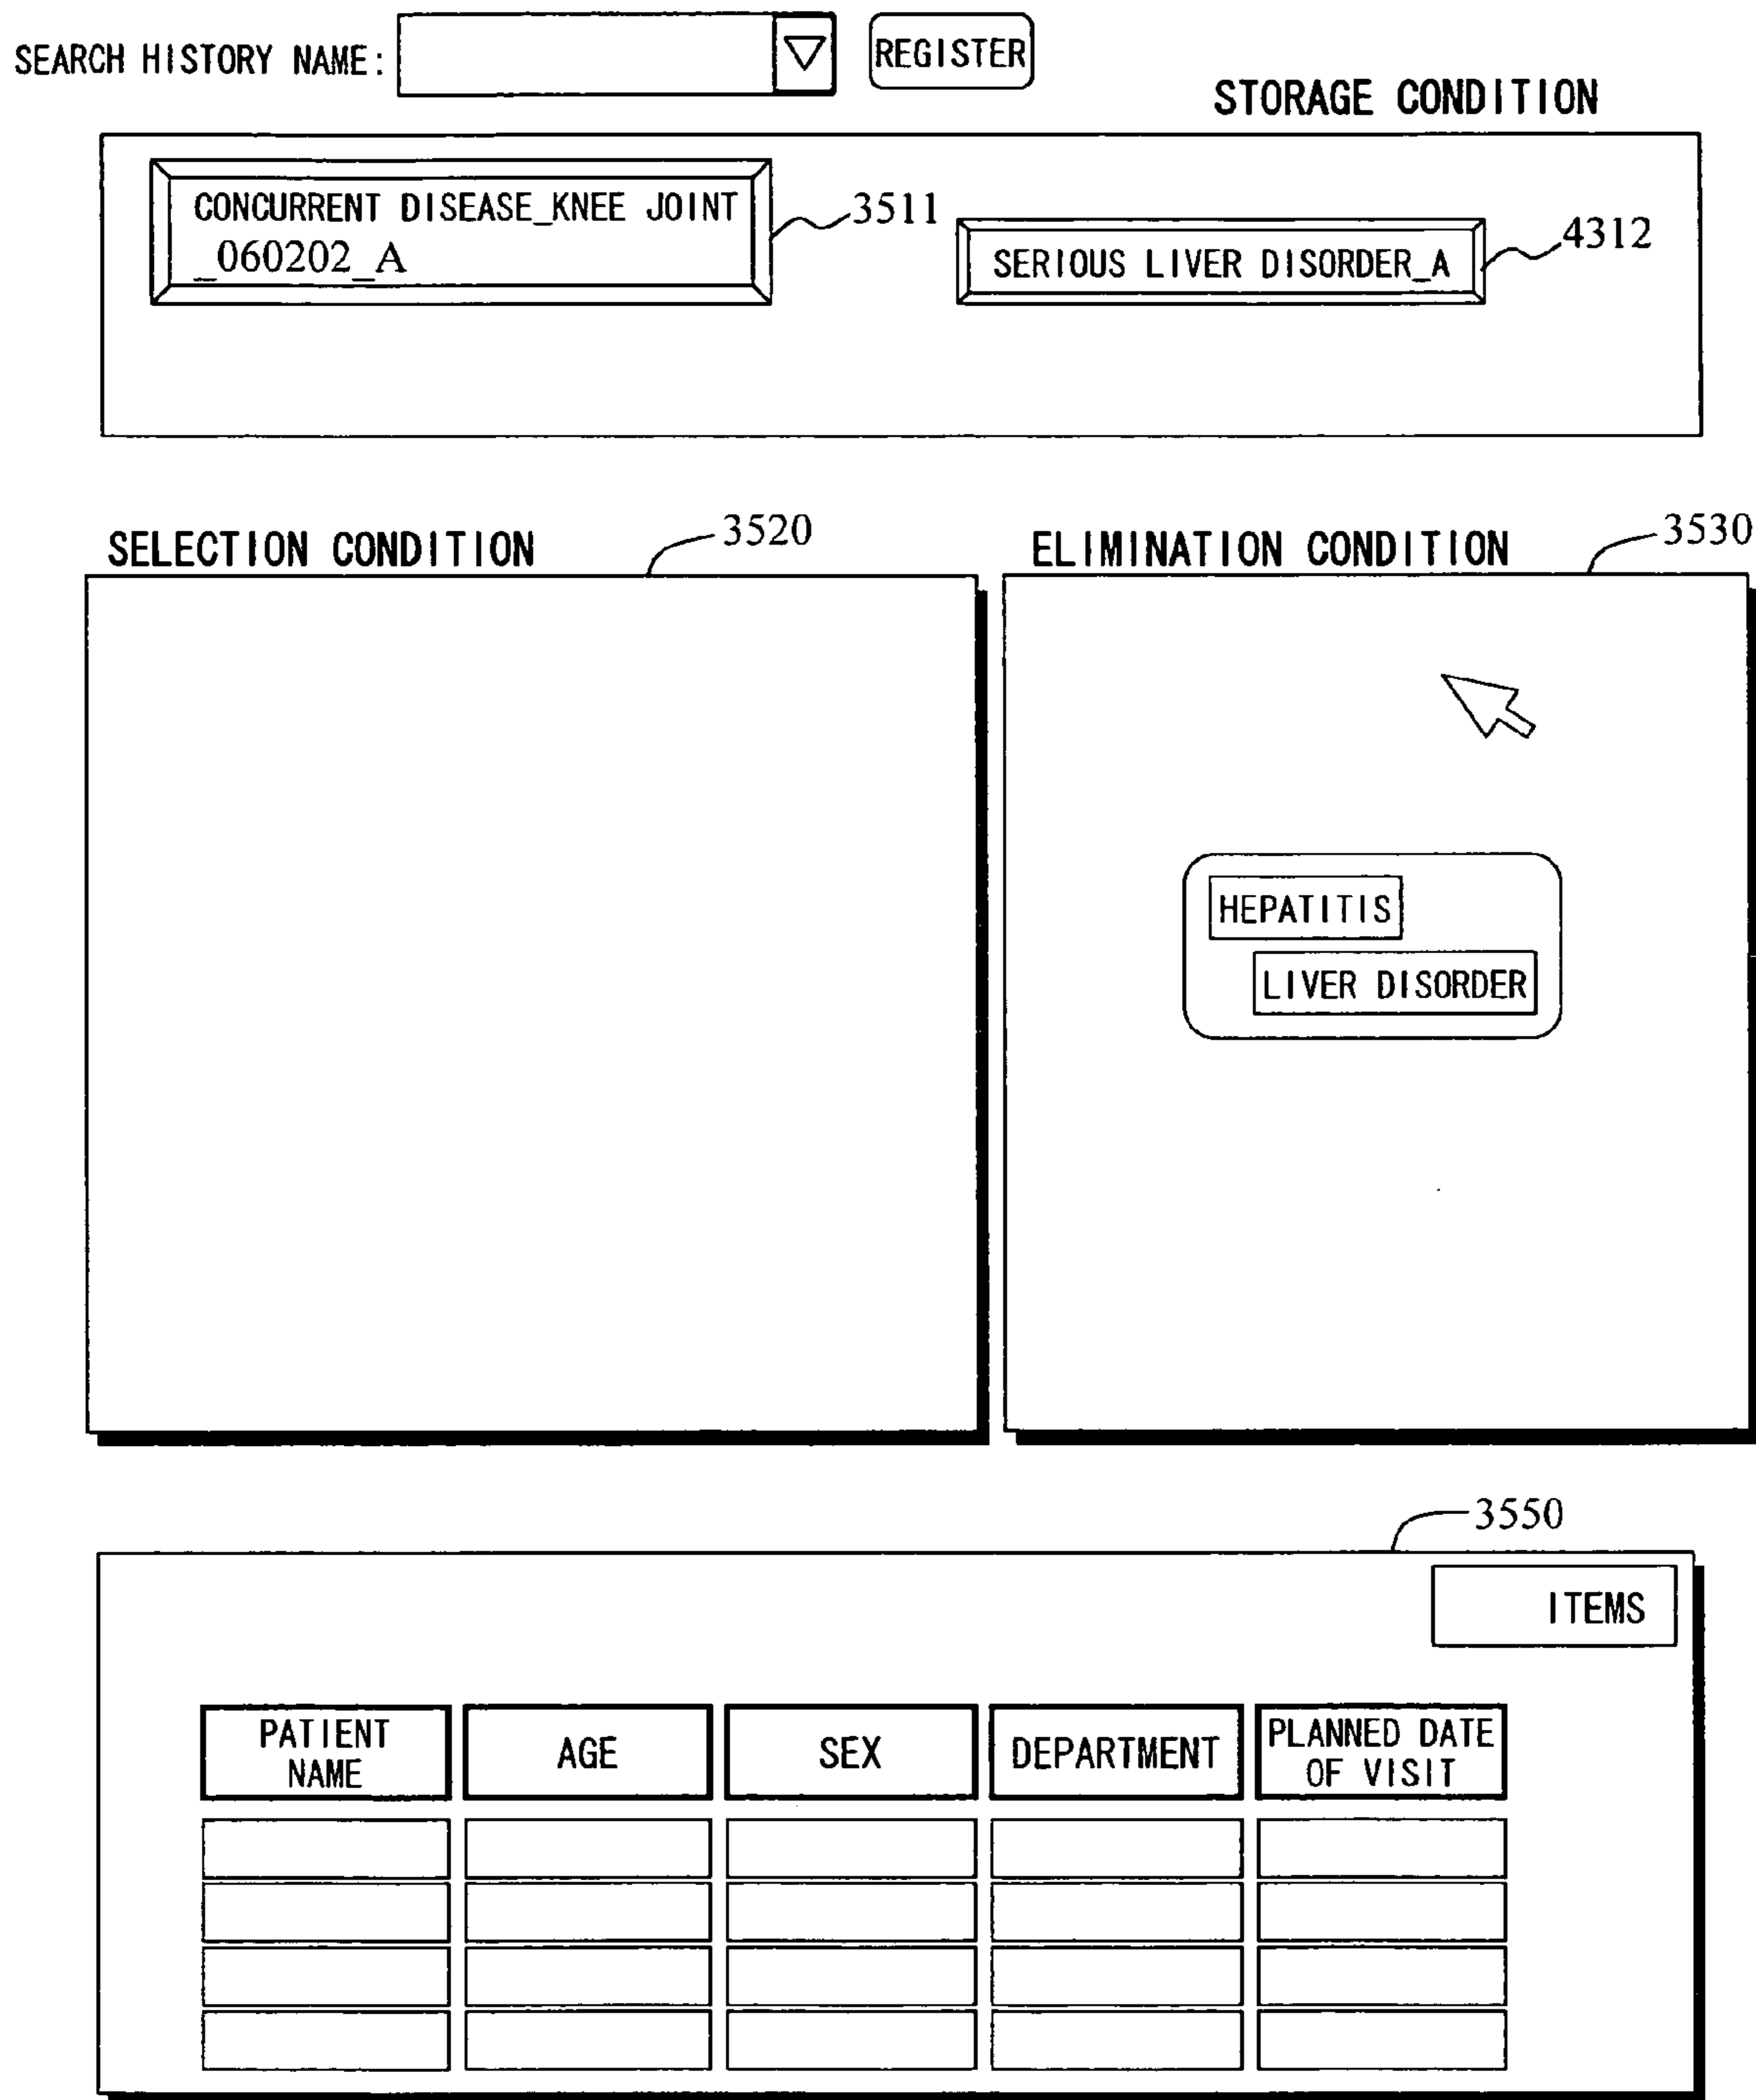 SEARCH HISTORY NAME:
REGISTER
STORAGE CONDITION
CONCURRENT DISEASE_KNEE JOINT
_060202_A
3511
SERIOUS LIVER DISORDER_A
4312
SELECTION CONDITION
3520
ELIMINATION CONDITION
3530
HEPATITIS
LIVER DISORDER
3550
ITEMS
PATIENT
NAME
AGE
SEX
DEPARTMENT
PLANNED DATE
OF VISIT